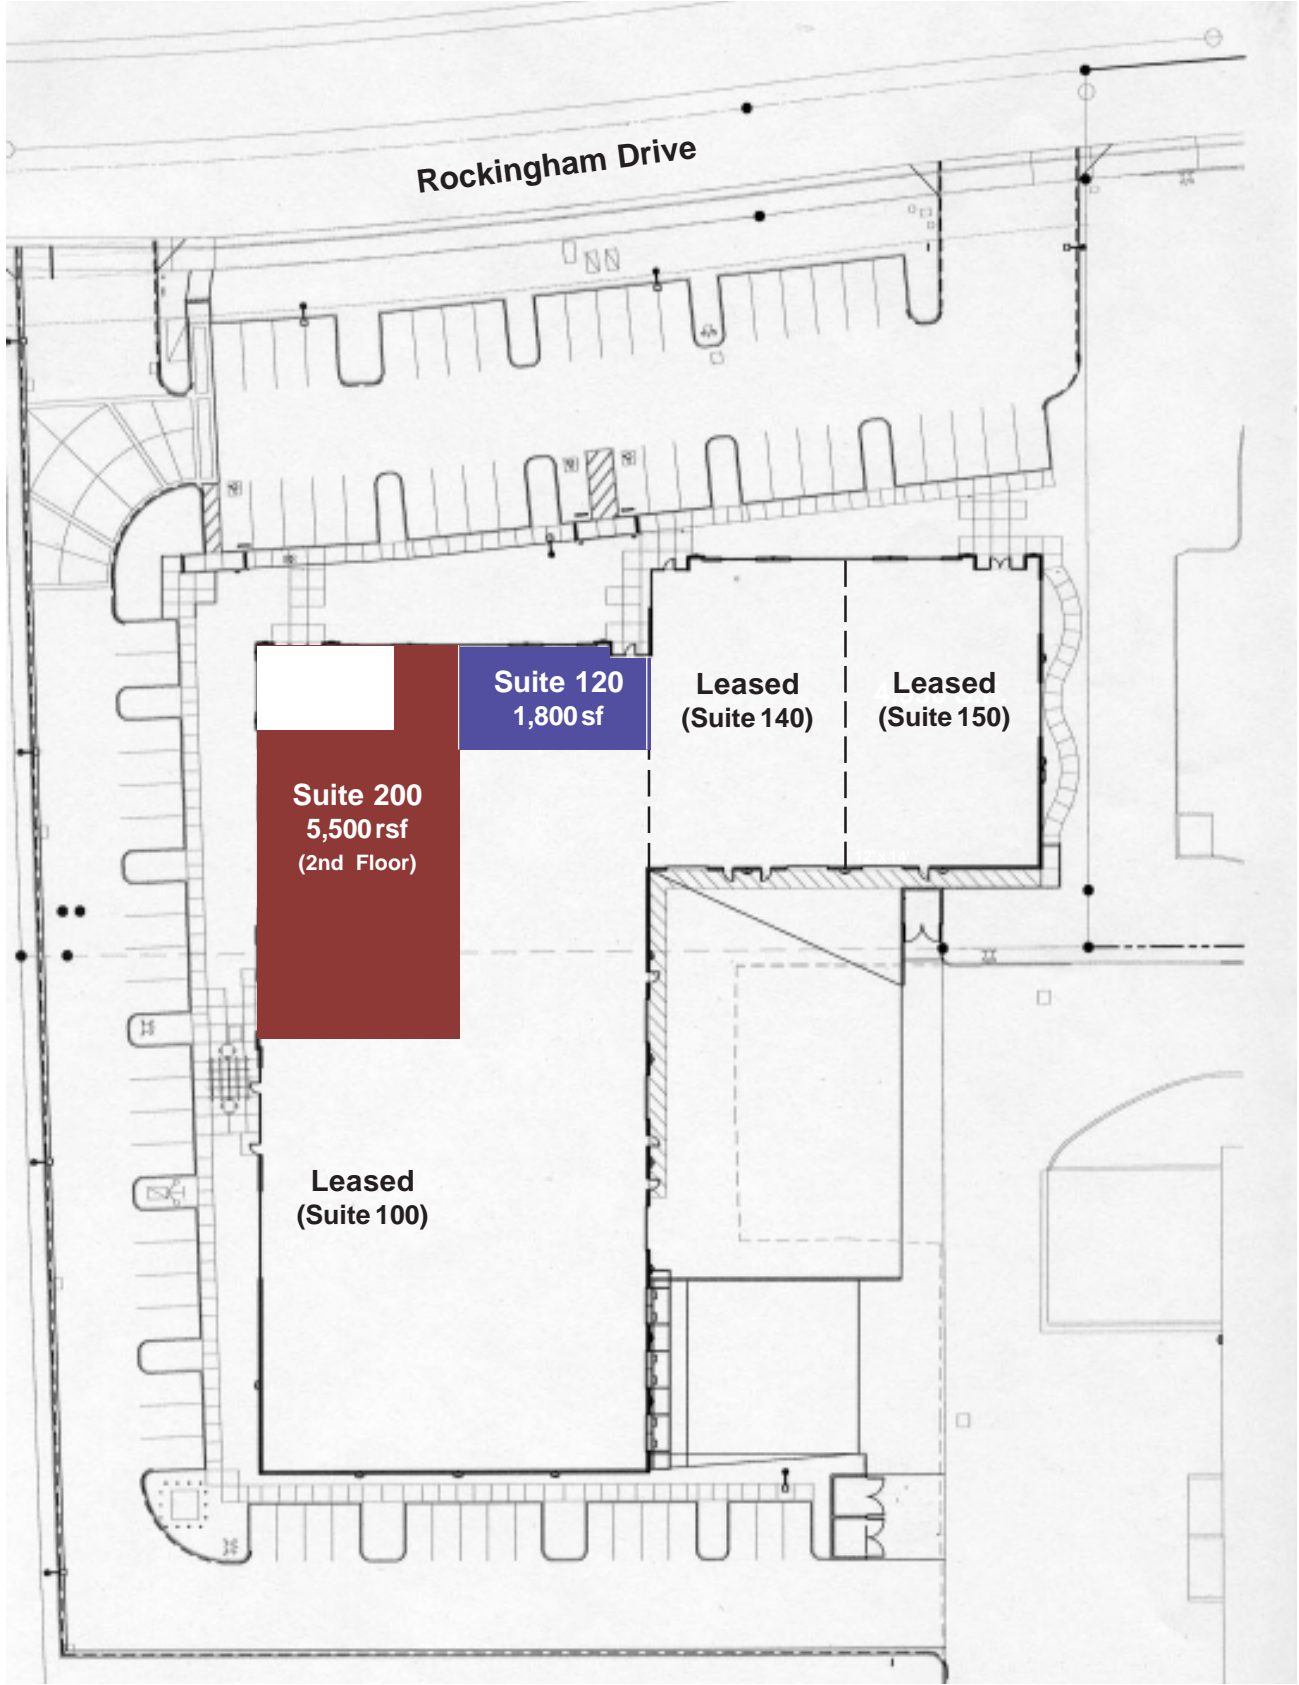 Rockingham Drive
Suite 120
1,800 sf
Leased
(Suite 140)
Leased
(Suite 150)
Suite 200
5,500 rsf
(2nd Floor)
Leased
(Suite 100)